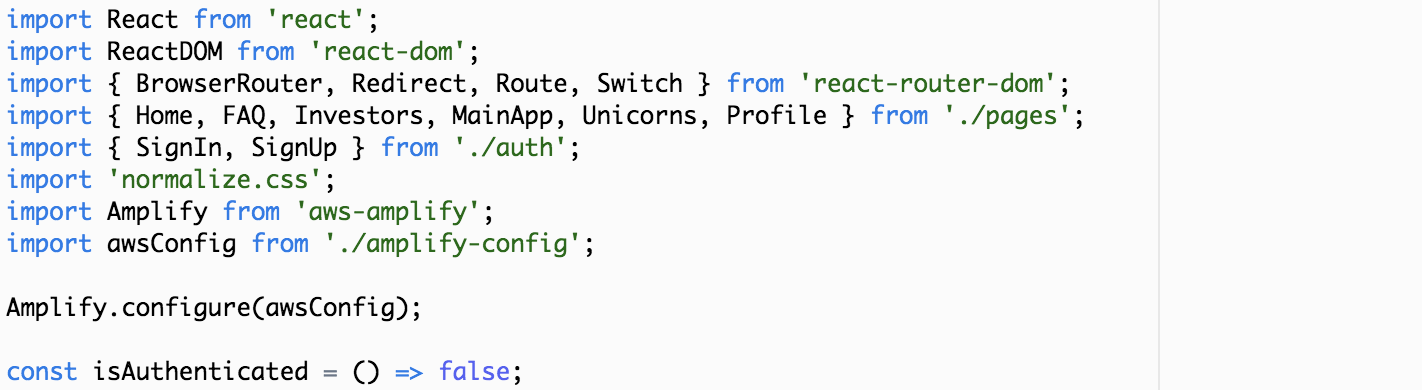 import React from 'react';
import ReactDOM from 'react-dom';
import { BrowserRouter, Redirect, Route, Switch } from 'react-router-dom';
import { Home, FAQ, Investors, MainApp, Unicorns, Profile } from './pages';
import { SignIn, SignUp } from './auth';
import 'normalize.css';
import Amplify from 'aws-amplify';
import awsConfig from './amplify-config';
Amplify.configure(awsConfig);
const isAuthenticated = () => false;